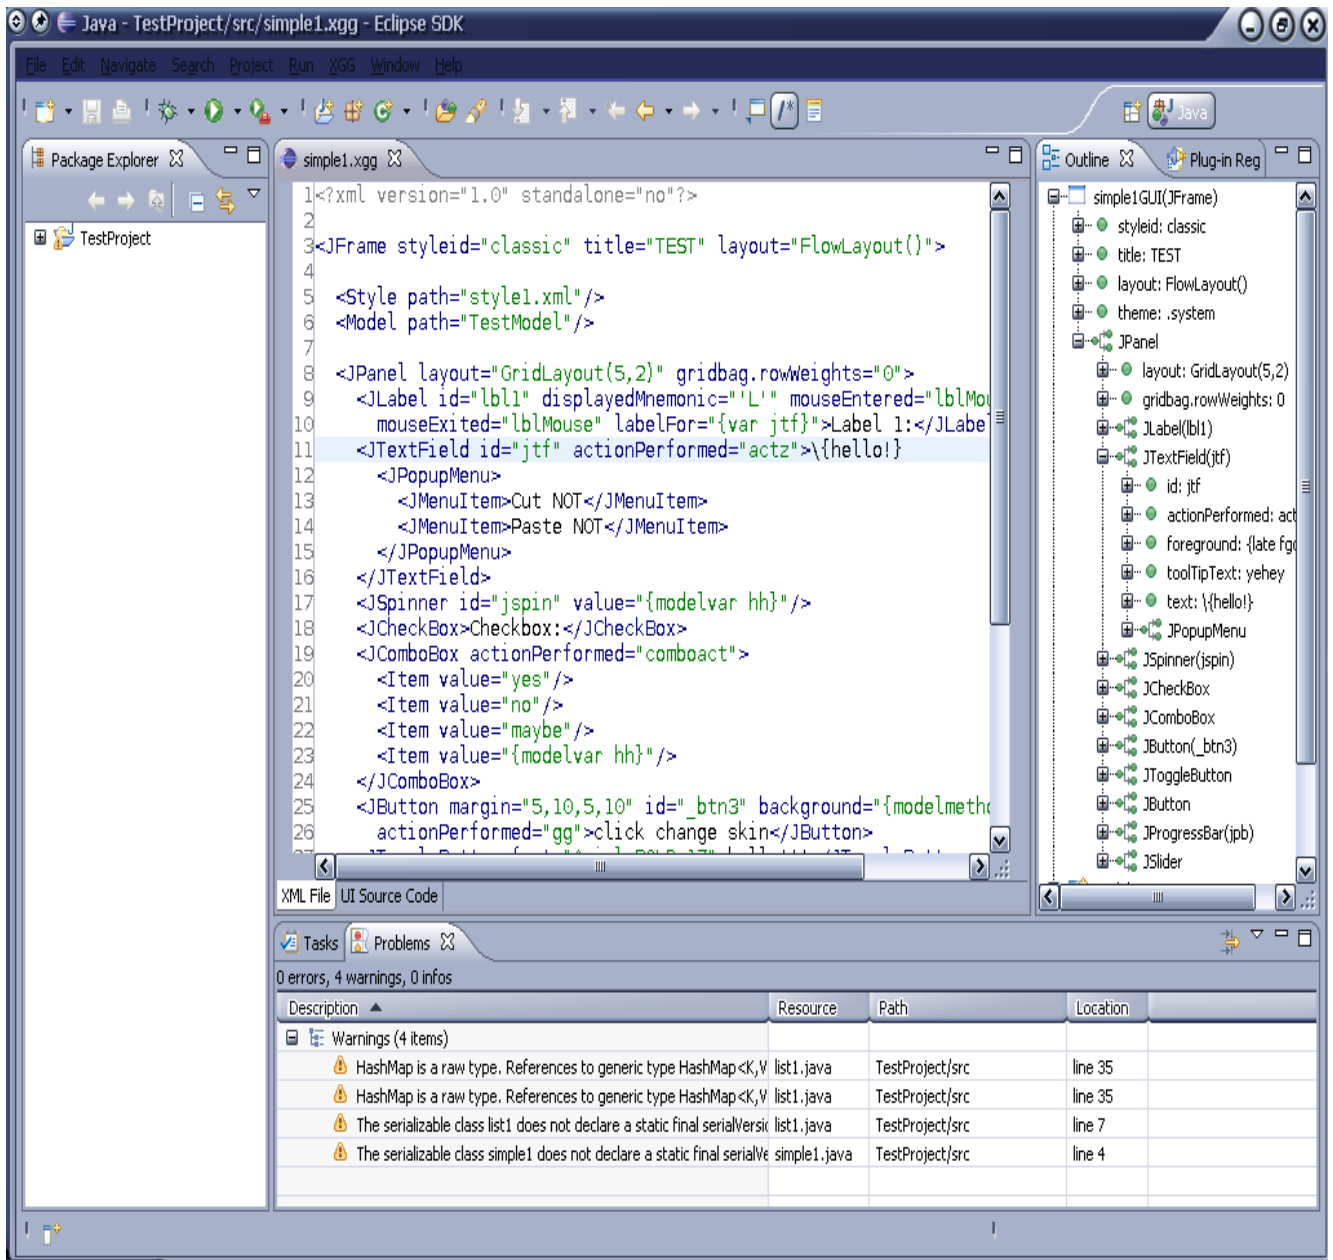 Java - TestProject/src/simple1.xgg - Eclipse SDK
File Edit Navigate Search Project Run XGG Window Help
Java
Package Explorer
TestProject
simple1.xgg
1<?xml version="1.0" standalone="no"?>
2
3<JFrame styleid="classic" title="TEST" layout="FlowLayout()">
4
5 <Style path="style1.xml"/>
6 <Model path="TestModel"/>
7
8 <JPanel layout="GridLayout(5,2)" gridbag.rowWeights="0">
9 <JLabel id="lbl1" displayedMnemonic="'L'" mouseEntered="lblMou
10 mouseExited="lblMouse" labelFor="{var jtf}">Label 1:</JLabe
11 <JTextField id="jtf" actionPerformed="actz">\{hello!}
12 <JPopupMenu>
13 <JMenuItem>Cut NOT</JMenuItem>
14 <JMenuItem>Paste NOT</JMenuItem>
15 </JPopupMenu>
16 </JTextField>
17 <JSpinner id="jspin" value="{modelvar hh}"/>
18 <JCheckBox>Checkbox:</JCheckBox>
19 <JComboBox actionPerformed="comboact">
20 <Item value="yes"/>
21 <Item value="no"/>
22 <Item value="maybe"/>
23 <Item value="{modelvar hh}"/>
24 </JComboBox>
25 <JButton margin="5,10,5,10" id="_btn3" background="{modelmetho
26 actionPerformed="gg">click change skin</JButton>
XML File UI Source Code
Outline Plug-in Reg
simple1GUI(JFrame)
styleid: classic
title: TEST
layout: FlowLayout()
theme: .system
JPanel
layout: GridLayout(5,2)
gridbag.rowWeights: 0
JLabel(lbl1)
JTextField(jtf)
id: jtf
actionPerformed: act
foreground: {late fgc
toolTipText: yehey
text: \{hello!}
JPopupMenu
JSpinner(jspin)
JCheckBox
JComboBox
JButton(_btn3)
JToggleButton
JButton
JProgressBar(jpb)
JSlider
Tasks Problems
0 errors, 4 warnings, 0 infos
Description Resource Path Location
Warnings (4 items)
HashMap is a raw type. References to generic type HashMap<K,V list1.java TestProject/src line 35
HashMap is a raw type. References to generic type HashMap<K,V list1.java TestProject/src line 35
The serializable class list1 does not declare a static final serialVersic list1.java TestProject/src line 7
The serializable class simple1 does not declare a static final serialVe simple1.java TestProject/src line 4